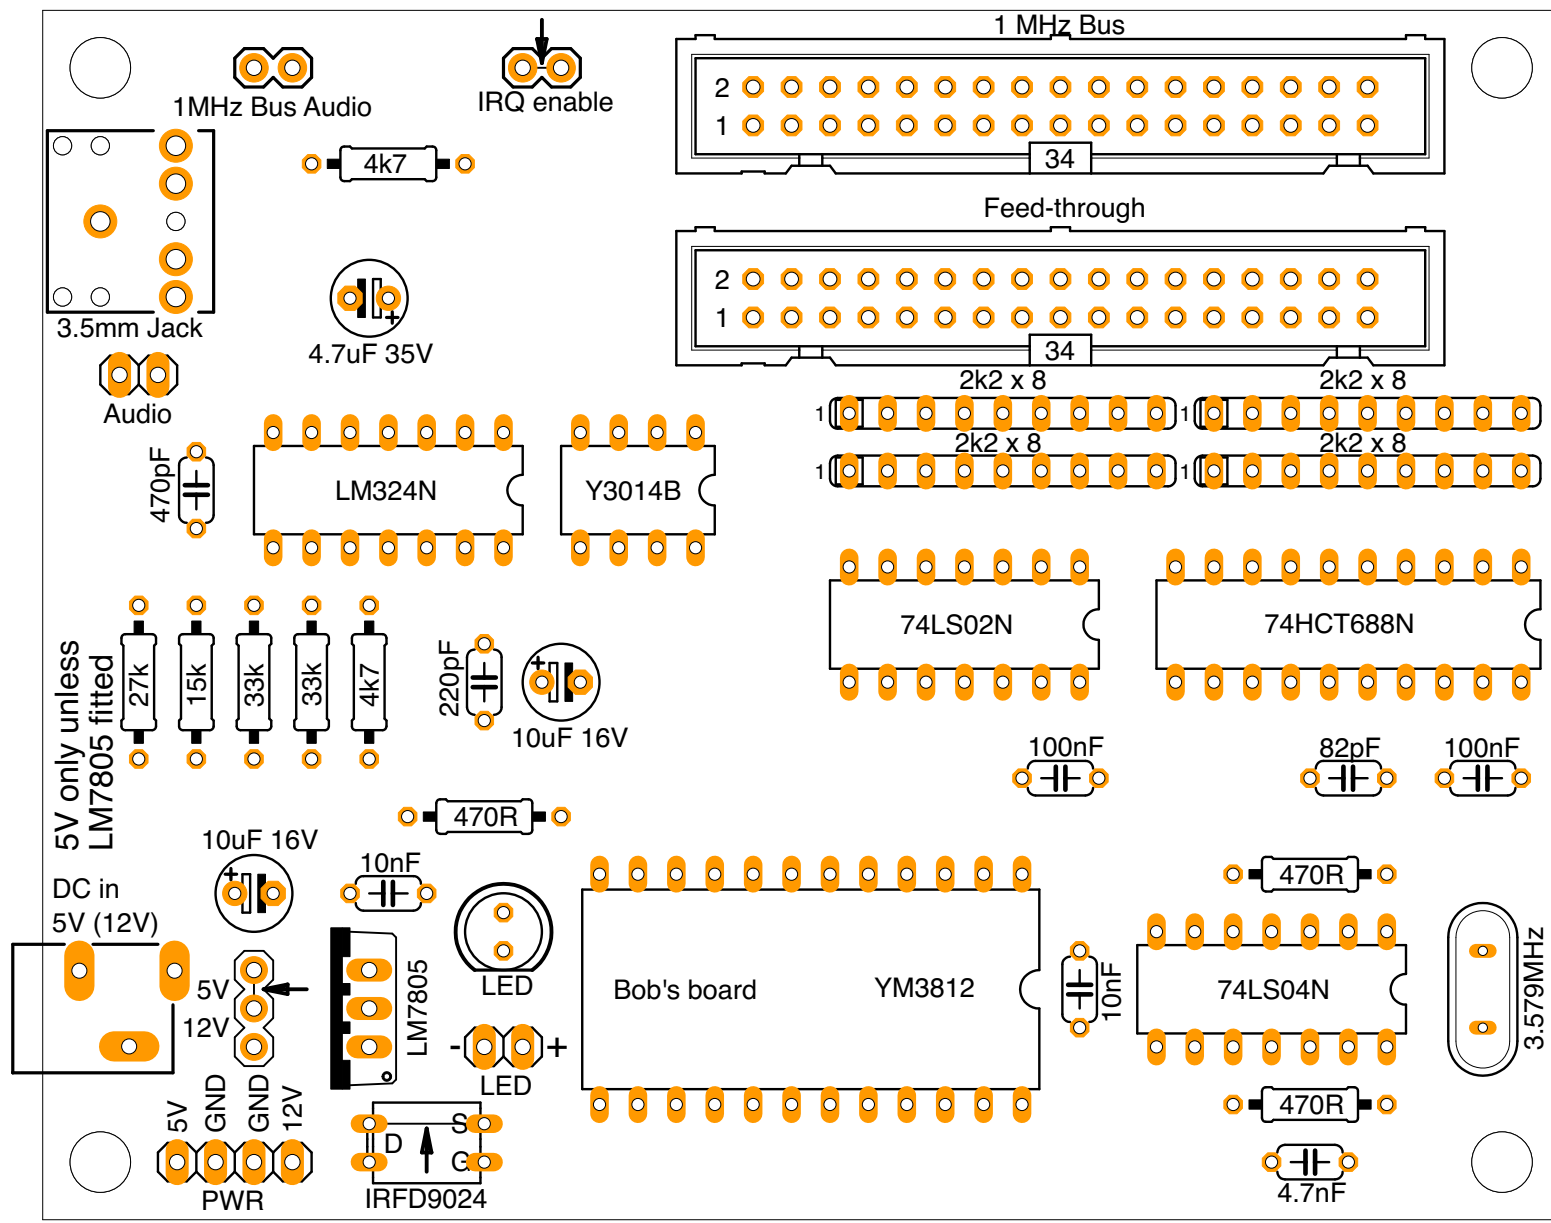 1 MHz Bus
2
1
34
1MHz Bus Audio
IRQ enable
4k7
Feed-through
2
1
34
3.5mm Jack
4.7uF 35V
Audio
2k2 x 8
2k2 x 8
1
1
2k2 x 8
2k2 x 8
1
1
470pF
LM324N
Y3014B
74LS02N
74HCT688N
5V only unless
LM7805 fitted
27k
15k
33k
33k
4k7
220pF
+
10uF 16V
100nF
82pF
100nF
470R
10uF 16V
+
10nF
470R
DC in
5V (12V)
5V
12V
LM7805
LED
Bob's board
YM3812
10nF
74LS04N
3.579MHz
- +
LED
470R
5V
GND
GND
12V
PWR
D
S
G
IRFD9024
4.7nF
+